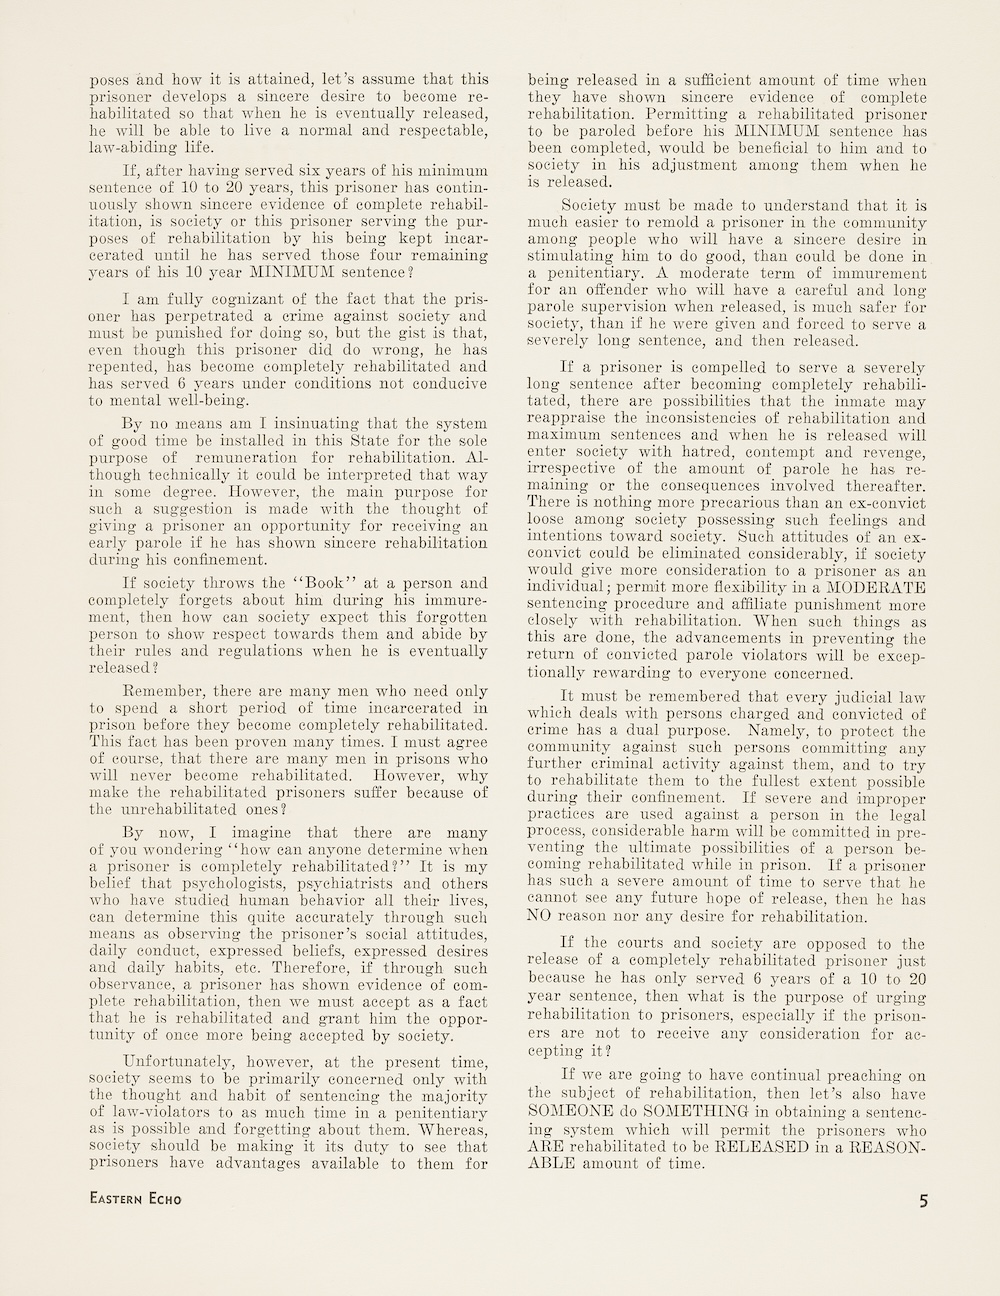 poses and how it is attained, let's assume that this
prisoner develops a sincere desire to become re-
habilitated so that when he is eventually released,
he will be able to live a normal and respectable,
law-abiding life.
If, after having served six years of his minimum
sentence of 10 to 20 years, this prisoner has contin-
uously shown sincere evidence of complete rehabil-
itation, is society or this prisoner serving the pur-
poses of rehabilitation by his being kept incar-
cerated until he has served those four remaining
years of his 10 year MINIMUM sentence?
I am fully cognizant of the fact that the pris-
oner has perpetrated a crime against society and
must be punished for doing so, but the gist is that,
even though this prisoner did do wrong, he has
repented, has become completely rehabilitated and
has served 6 years under conditions not conducive
to mental well-being.
By no means am I insinuating that the system
of good time be installed in this State for the sole
purpose of remuneration for rehabilitation. Al-
though technically it could be interpreted that way
in some degree. However, the main purpose for
such a suggestion is made with the thought of
giving a prisoner an opportunity for receiving an
early parole if he has shown sincere rehabilitation
during his confinement.
If society throws the "Book" at a person and
completely forgets about him during his immure-
ment, then how can society expect this forgotten
person to show respect towards them and abide by
their rules and regulations when he is eventually
released?
Remember, there are many men who need only
to spend a short period of time incarcerated in
prison before they become completely rehabilitated.
This fact has been proven many times. I must agree
of course, that there are many men in prisons who
will never become rehabilitated. However, why
make the rehabilitated prisoners suffer because of
the unrehabilitated ones?
By now, I imagine that there are many
of you wondering "how can anyone determine when
a prisoner is completely rehabilitated?" It is my
belief that psychologists, psychiatrists and others
who have studied human behavior all their lives,
can determine this quite accurately through such
means as observing the prisoner's social attitudes,
daily conduct, expressed beliefs, expressed desires
and daily habits, etc. Therefore, if through such
observance, a prisoner has shown evidence of com-
plete rehabilitation, then we must accept as a fact
that he is rehabilitated and grant him the oppor-
tunity of once more being accepted by society.
Unfortunately, however, at the present time,
society seems to be primarily concerned only with
the thought and habit of sentencing the majority
of law-violators to as much time in a penitentiary
as is possible and forgetting about them. Whereas,
society should be making it its duty to see that
prisoners have advantages available to them for
being released in a sufficient amount of time when
they have shown sincere evidence of complete
rehabilitation. Permitting a rehabilitated prisoner
to be paroled before his MINIMUM sentence has
been completed, would be beneficial to him and to
society in his adjustment among them when he
is released.
Society must be made to understand that it is
much easier to remold a prisoner in the community
among people who will have a sincere desire in
stimulating him to do good, than could be done in
a penitentiary. A moderate term of immurement
for an offender who will have a careful and long
parole supervision when released, is much safer for
society, than if he were given and forced to serve a
severely long sentence, and then released.
If a prisoner is compelled to serve a severely
long sentence after becoming completely rehabili-
tated, there are possibilities that the inmate may
reappraise the inconsistencies of rehabilitation and
maximum sentences and when he is released will
enter society with hatred, contempt and revenge,
irrespective of the amount of parole he has re-
maining or the consequences involved thereafter.
There is nothing more precarious than an ex-convict
loose among society possessing such feelings and
intentions toward society. Such attitudes of an ex-
convict could be eliminated considerably, if society
would give more consideration to a prisoner as an
individual; permit more flexibility in a MODERATE
sentencing procedure and affiliate punishment more
closely with rehabilitation. When such things as
this are done, the advancements in preventing the
return of convicted parole violators will be excep-
tionally rewarding to everyone concerned.
It must be remembered that every judicial law
which deals with persons charged and convicted of
crime has a dual purpose. Namely, to protect the
community against such persons committing any
further criminal activity against them, and to try
to rehabilitate them to the fullest extent possible
during their confinement. If severe and improper
practices are used against a person in the legal
process, considerable harm will be committed in pre-
venting the ultimate possibilities of a person be-
coming rehabilitated while in prison. If a prisoner
has such a severe amount of time to serve that he
cannot see any future hope of release, then he has
NO reason nor any desire for rehabilitation.
If the courts and society are opposed to the
release of a completely rehabilitated prisoner just
because he has only served 6 years of a 10 to 20
year sentence, then what is the purpose of urging
rehabilitation to prisoners, especially if the prison-
ers are not to receive any consideration for ac-
cepting it?
If we are going to have continual preaching on
the subject of rehabilitation, then let's also have
SOMEONE do SOMETHING in obtaining a sentenc-
ing system which will permit the prisoners who
ARE rehabilitated to be RELEASED in a REASON-
ABLE amount of time.
EASTERN ECHO
5